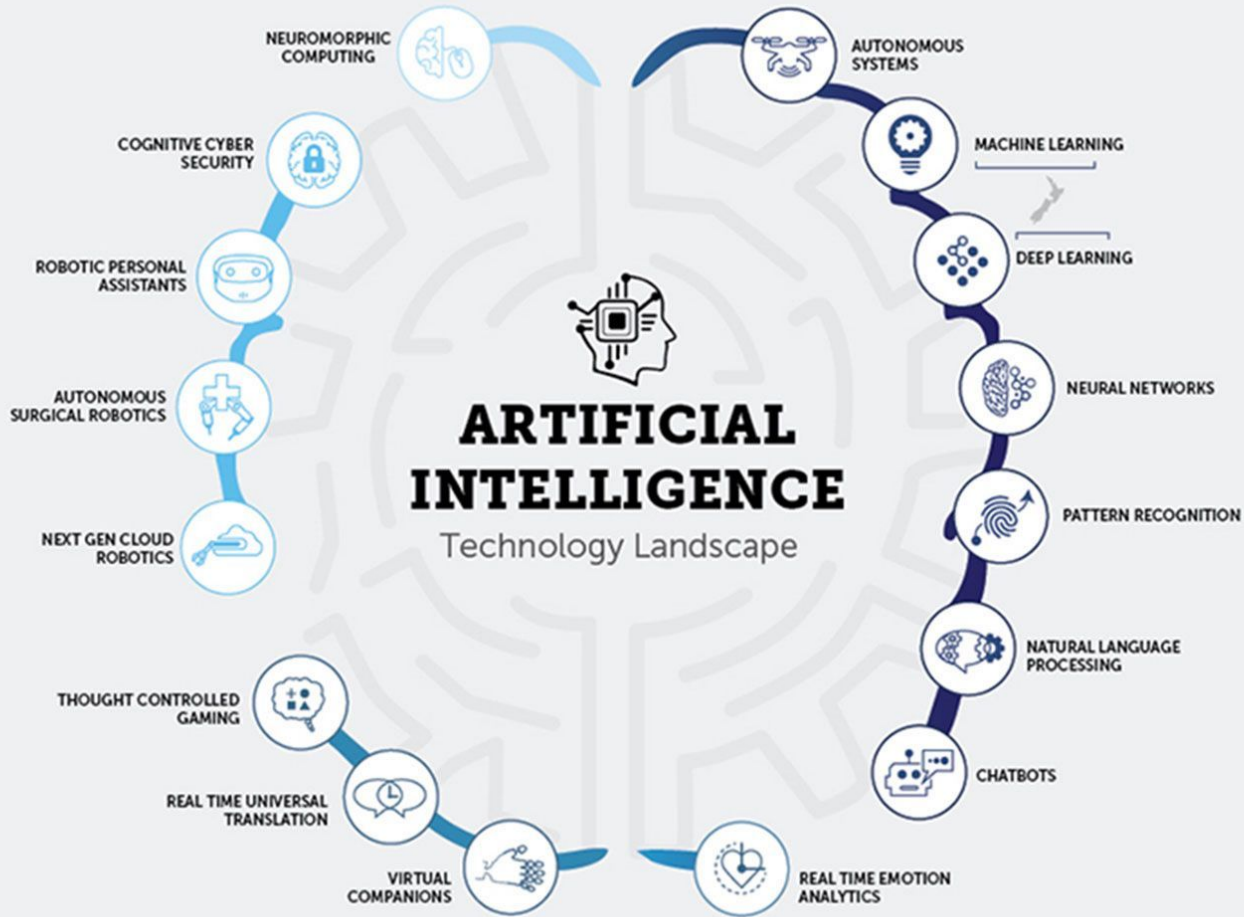 NEUROMORPHIC
COMPUTING
AUTONOMOUS
SYSTEMS
COGNITIVE CYBER
SECURITY
MACHINE LEARNING
ROBOTIC PERSONAL
ASSISTANTS
DEEP LEARNING
ARTIFICIAL
INTELLIGENCE
Technology Landscape
AUTONOMOUS
SURGICAL ROBOTICS
NEURAL NETWORKS
NEXT GEN CLOUD
ROBOTICS
PATTERN RECOGNITION
NATURAL LANGUAGE
PROCESSING
THOUGHT CONTROLLED
GAMING
CHATBOTS
REAL TIME UNIVERSAL
TRANSLATION
VIRTUAL
COMPANIONS
REAL TIME EMOTION
ANALYTICS